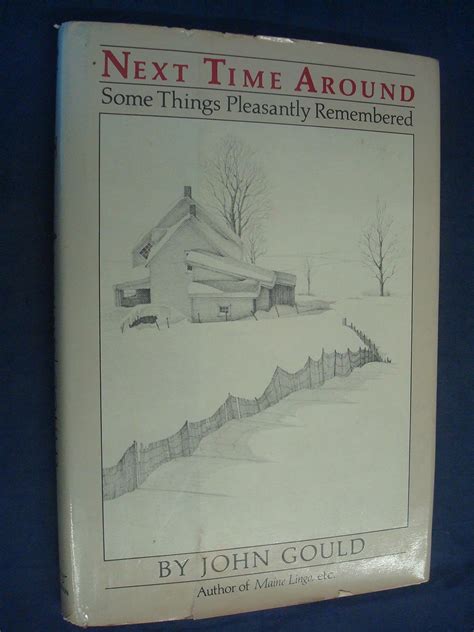 NEXT TIME AROUND
Some Things Pleasantly Remembered
BY JOHN GOULD
Author of Maine Lingo, etc.